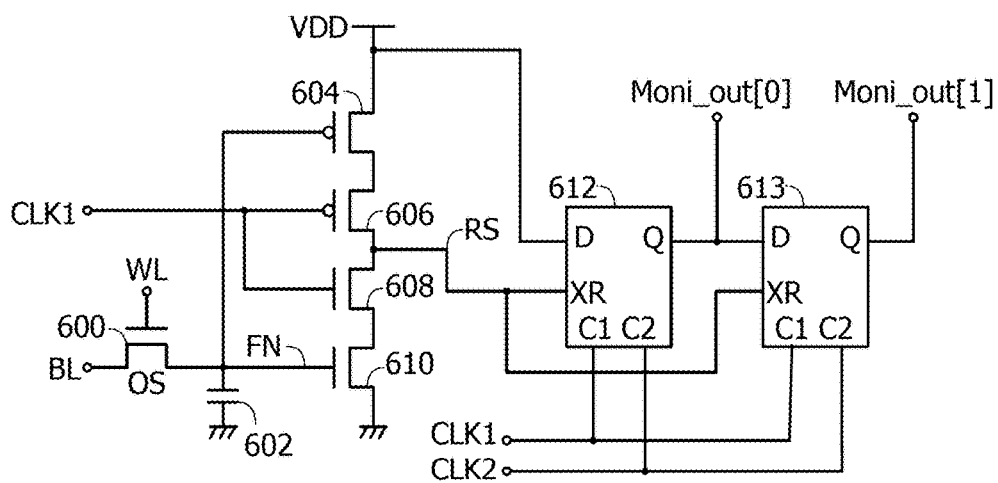 VDD
604
Moni_out[0]
Moni_out[1]
CLK1
606
612
613
RS
D
Q
D
Q
WL
608
XR
XR
600
FN
C1
C2
C1
C2
BL
OS
610
602
CLK1
CLK2